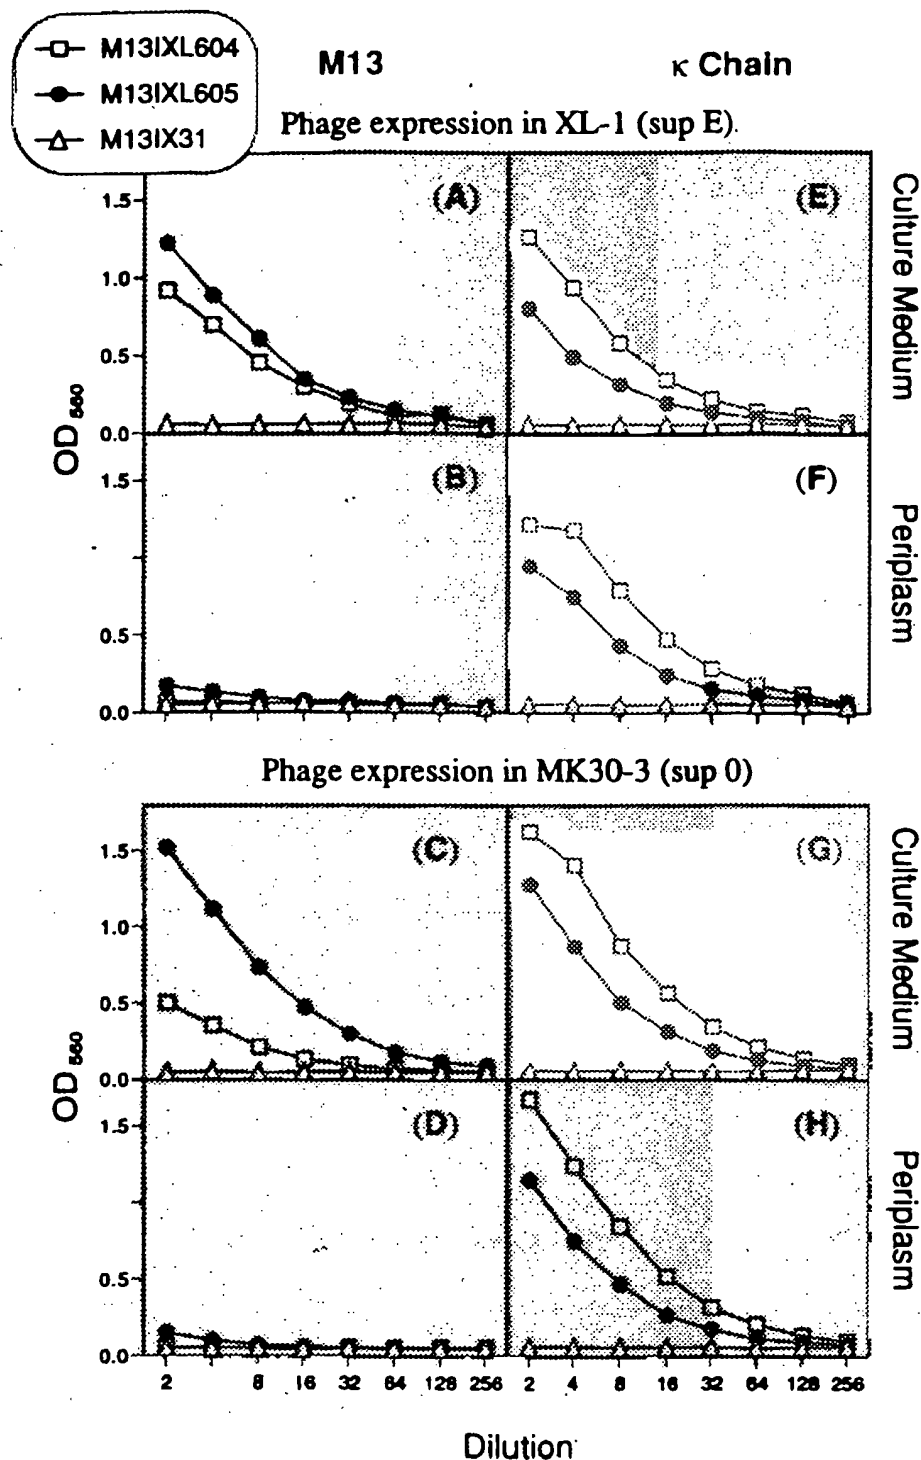 M13IXL604
M13IXL605
M13IX31
M13
κ Chain
Phage expression in XL-1 (sup E).
(A)
(E)
1.5
1.0
0.5
0.0
Culture Medium
OD560
(B)
(F)
1.5
0.5
0.0
Periplasm
Phage expression in MK30-3 (sup 0)
(C)
(G)
1.5
1.0
0.5
0.0
Culture Medium
OD560
(D)
(H)
1.5
0.5
0.0
Periplasm
2 8 16 32 64 128 256
2 4 8 16 32 64 128 256
Dilution